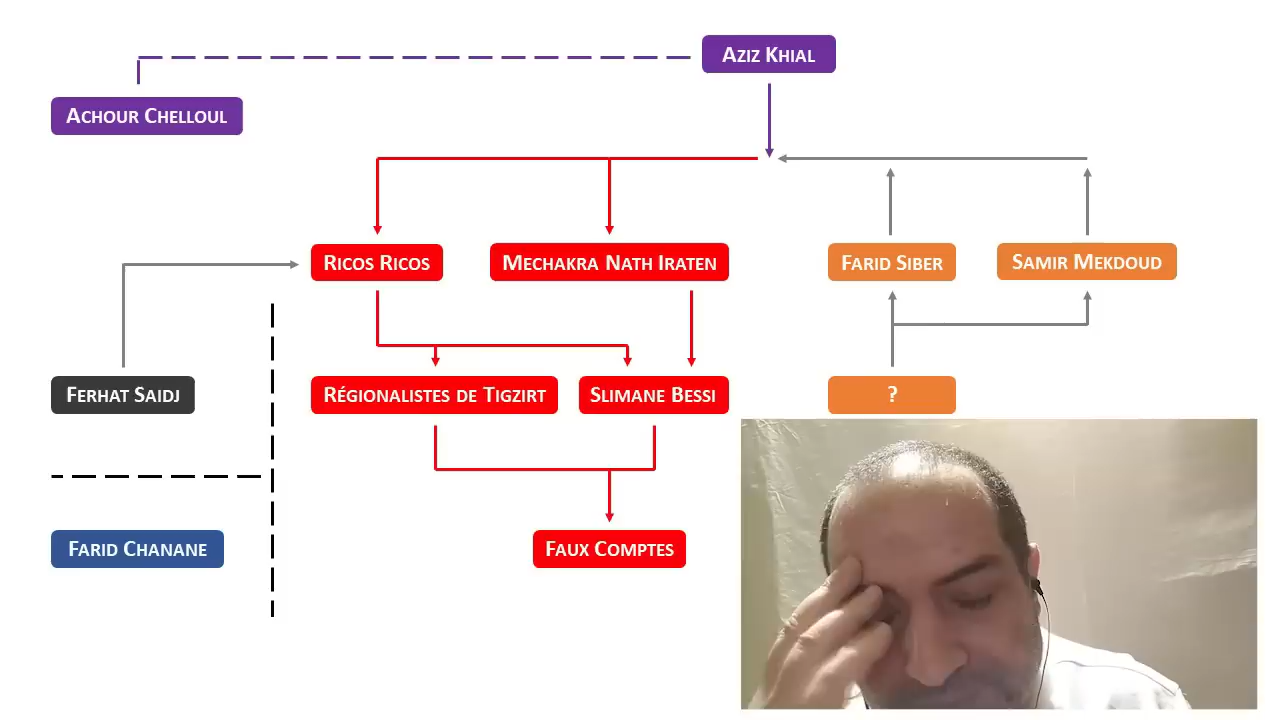 Aziz Khial
Achour Chelloul
Ricos Ricos
Mechakra Nath Iraten
Farid Siber
Samir Mekdoud
Ferhat Saidj
Régionalistes de Tigzirt
Slimane Bessi
?
Farid Chanane
Faux Comptes